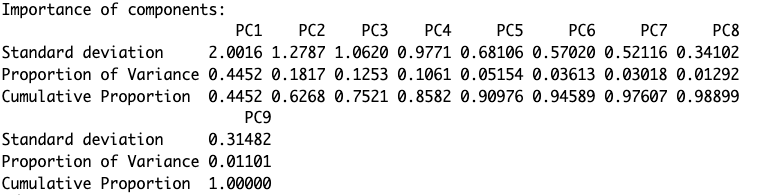 Importance of components:
                          PC1    PC2    PC3    PC4     PC5     PC6     PC7     PC8
Standard deviation     2.0016 1.2787 1.0620 0.9771 0.68106 0.57020 0.52116 0.34102
Proportion of Variance 0.4452 0.1817 0.1253 0.1061 0.05154 0.03613 0.03018 0.01292
Cumulative Proportion  0.4452 0.6268 0.7521 0.8582 0.90976 0.94589 0.97607 0.98899
                           PC9
Standard deviation     0.31482
Proportion of Variance 0.01101
Cumulative Proportion  1.00000